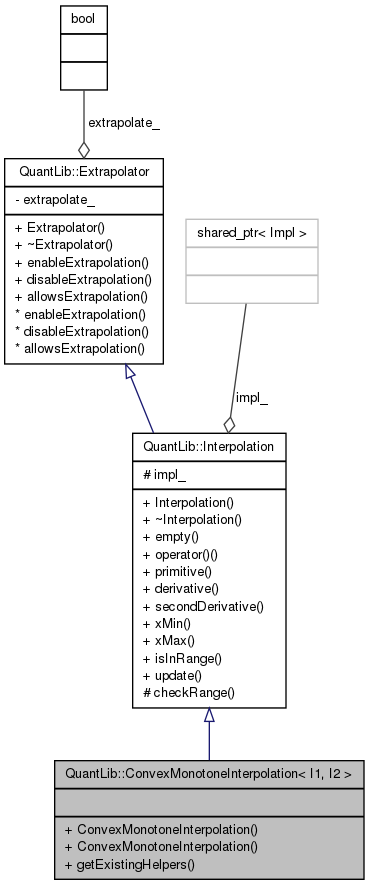 bool
extrapolate_
QuantLib::Extrapolator
- extrapolate_
+ Extrapolator()
+ ~Extrapolator()
+ enableExtrapolation()
+ disableExtrapolation()
+ allowsExtrapolation()
* enableExtrapolation()
* disableExtrapolation()
* allowsExtrapolation()
shared_ptr< Impl >
impl_
QuantLib::Interpolation
# impl_
+ Interpolation()
+ ~Interpolation()
+ empty()
+ operator()()
+ primitive()
+ derivative()
+ secondDerivative()
+ xMin()
+ xMax()
+ isInRange()
+ update()
# checkRange()
QuantLib::ConvexMonotoneInterpolation< I1, I2 >
+ ConvexMonotoneInterpolation()
+ ConvexMonotoneInterpolation()
+ getExistingHelpers()